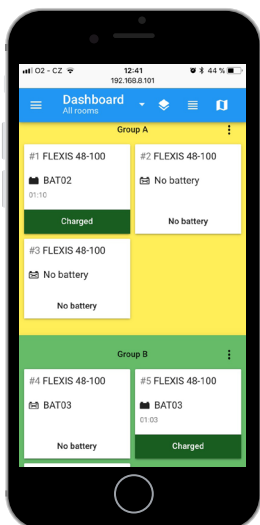 O2 - CZ 12:41 44 %
192.168.8.101
Dashboard
All rooms
Group A
#1 FLEXIS 48-100
BAT02
01:10
Charged
#2 FLEXIS 48-100
No battery
No battery
#3 FLEXIS 48-100
No battery
No battery
Group B
#4 FLEXIS 48-100
BAT03
No battery
#5 FLEXIS 48-100
BAT03
01:03
Charged